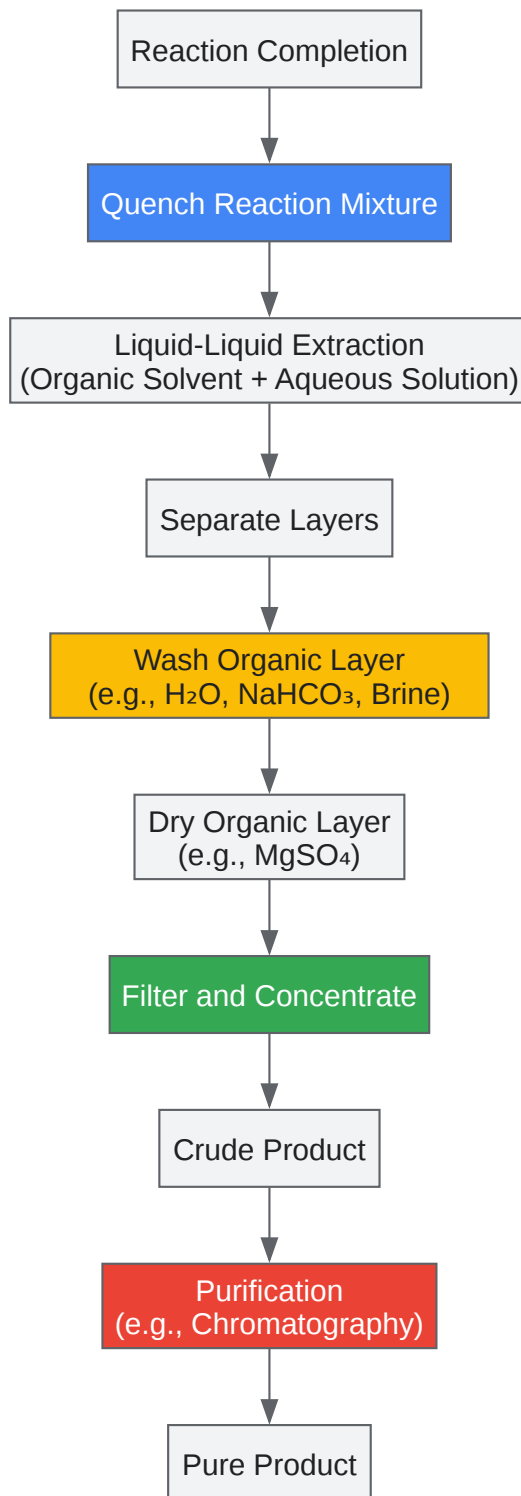 Reaction Completion
Quench Reaction Mixture
Liquid-Liquid Extraction
(Organic Solvent + Aqueous Solution)
Separate Layers
Wash Organic Layer
(e.g., H₂O, NaHCO₃, Brine)
Dry Organic Layer
(e.g., MgSO₄)
Filter and Concentrate
Crude Product
Purification
(e.g., Chromatography)
Pure Product